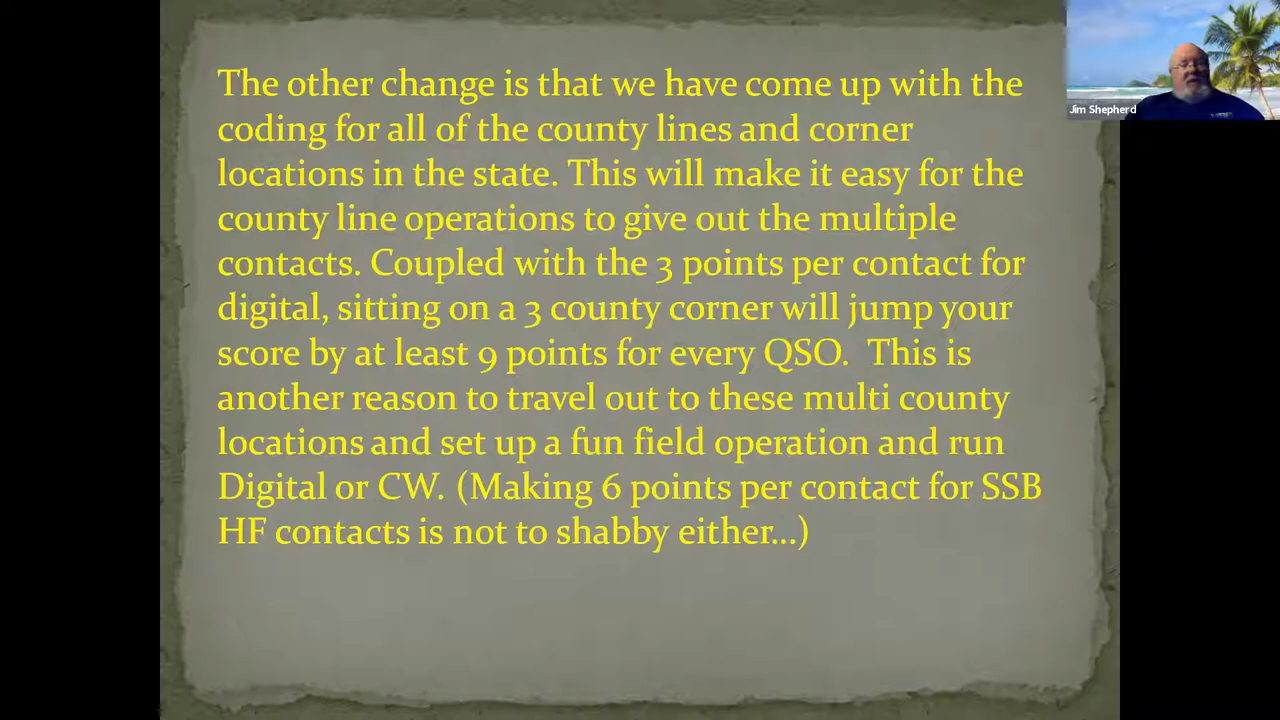 The other change is that we have come up with the
coding for all of the county lines and corner
locations in the state. This will make it easy for the
county line operations to give out the multiple
contacts. Coupled with the 3 points per contact for
digital, sitting on a 3 county corner will jump your
score by at least 9 points for every QSO.  This is
another reason to travel out to these multi county
locations and set up a fun field operation and run
Digital or CW. (Making 6 points per contact for SSB
HF contacts is not to shabby either...)
Jim Shepherd